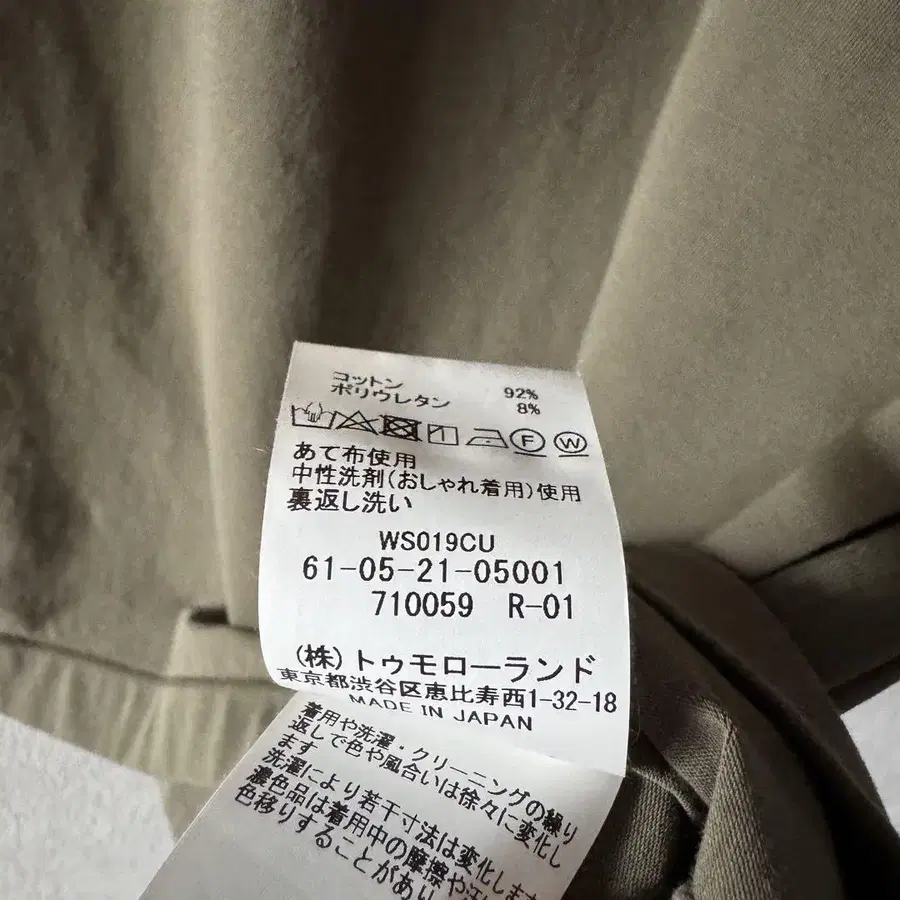 コットン 92%
ポリウレタン 8%
F W
あて布使用
中性洗剤(おしゃれ着用)使用
裏返し洗い
WS019CU
61-05-21-05001
710059 R-01
(株)トゥモローランド
東京都渋谷区恵比寿西1-32-18
MADE IN JAPAN
着用や洗濯・クリーニングの繰り
返しで色や風合いは徐々に変化し
ます
洗濯により若干寸法は変化します
濃色品は着用中の摩擦や汗
色移りすることがあり